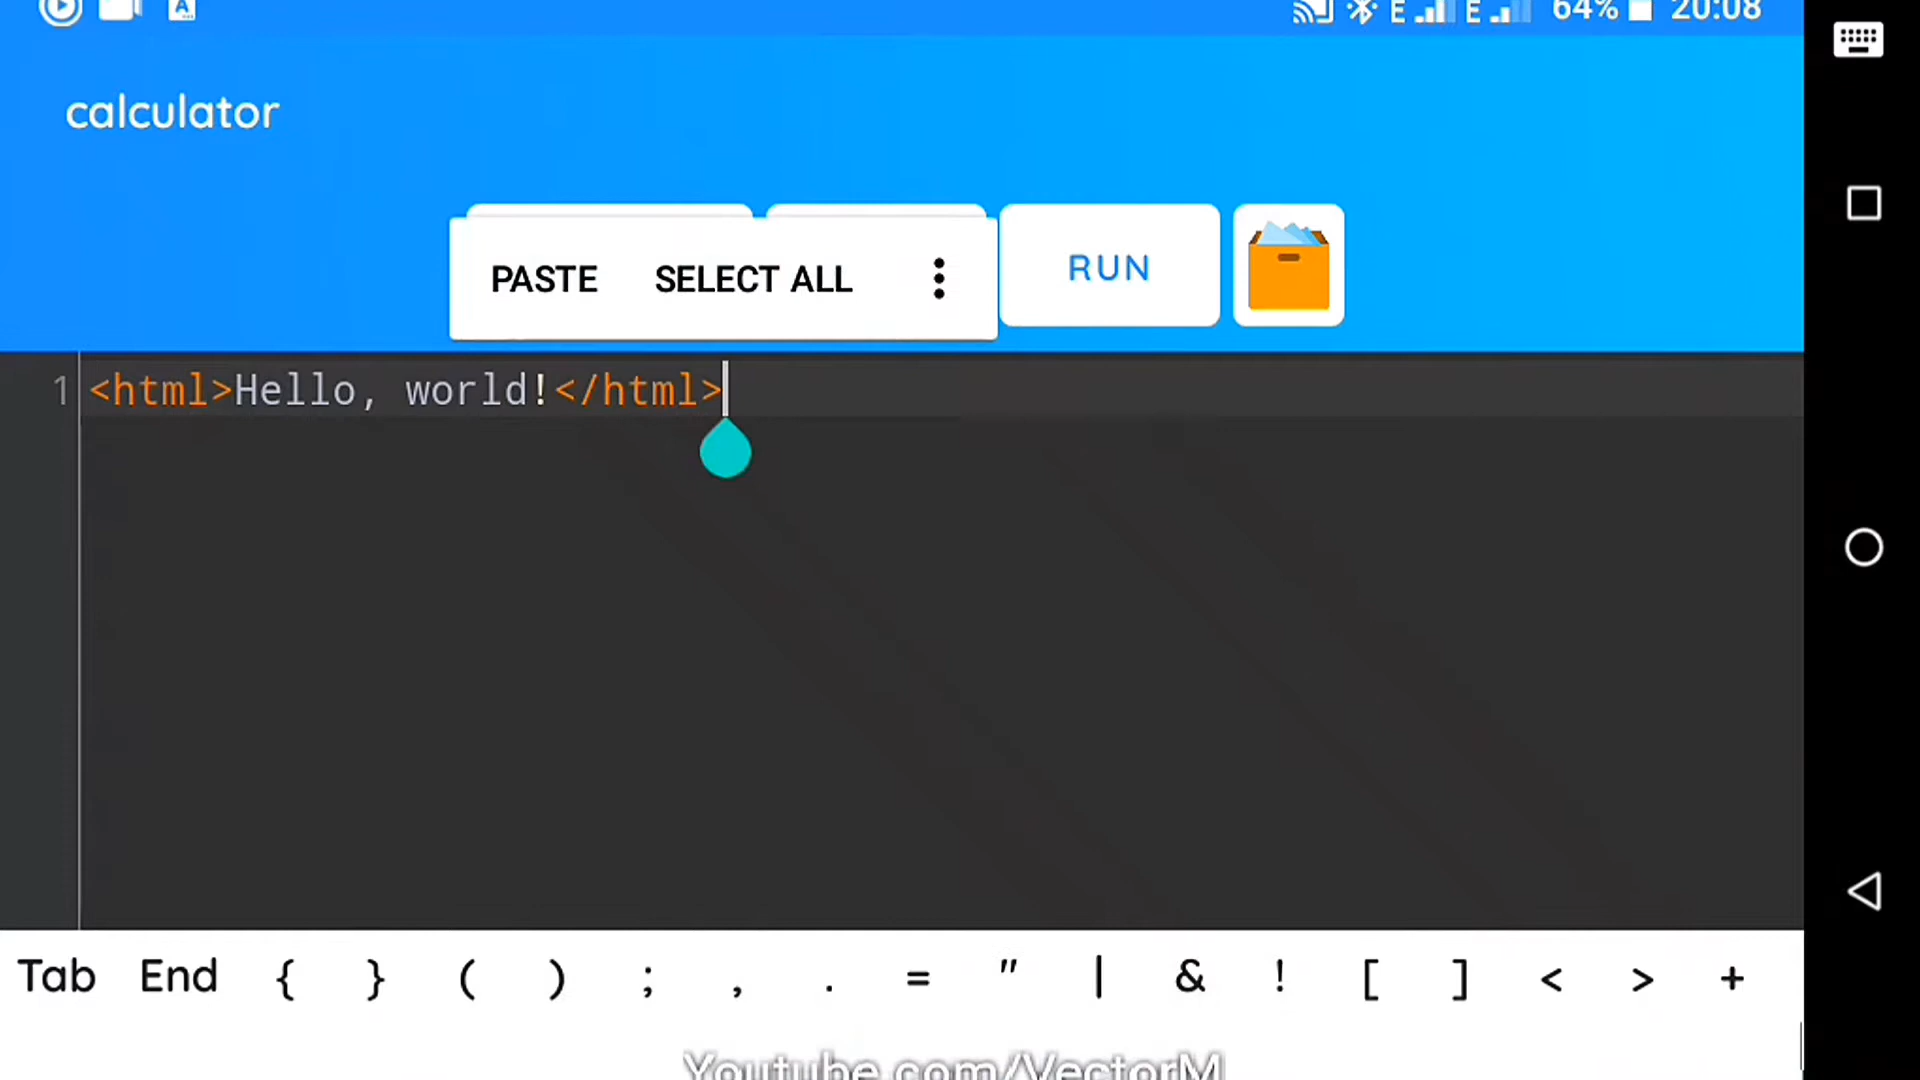 64% 20:08
calculator
PASTE SELECT ALL RUN
1 <html>Hello, world!</html>
Tab End { } ( ) ; , . = " | & ! [ ] < > +
Youtube.com/VectorM